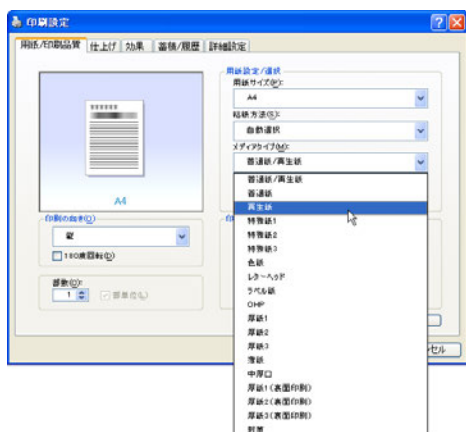 印刷設定
用紙/印刷品質 仕上げ 効果 蓄積/履歴 詳細設定
用紙設定/選択
用紙サイズ(P):
A4
給紙方法(S):
自動選択
メディアタイプ(M):
普通紙/再生紙
普通紙/再生紙
普通紙
再生紙
特殊紙1
特殊紙2
特殊紙3
色紙
レターヘッド
ラベル紙
OHP
厚紙1
厚紙2
厚紙3
薄紙
中厚口
厚紙1(裏面印刷)
厚紙2(裏面印刷)
厚紙3(裏面印刷)
封筒
A4
印刷の向き(O)
縦
180度回転(D)
部数(C):
1
部単位(L)
印
セル